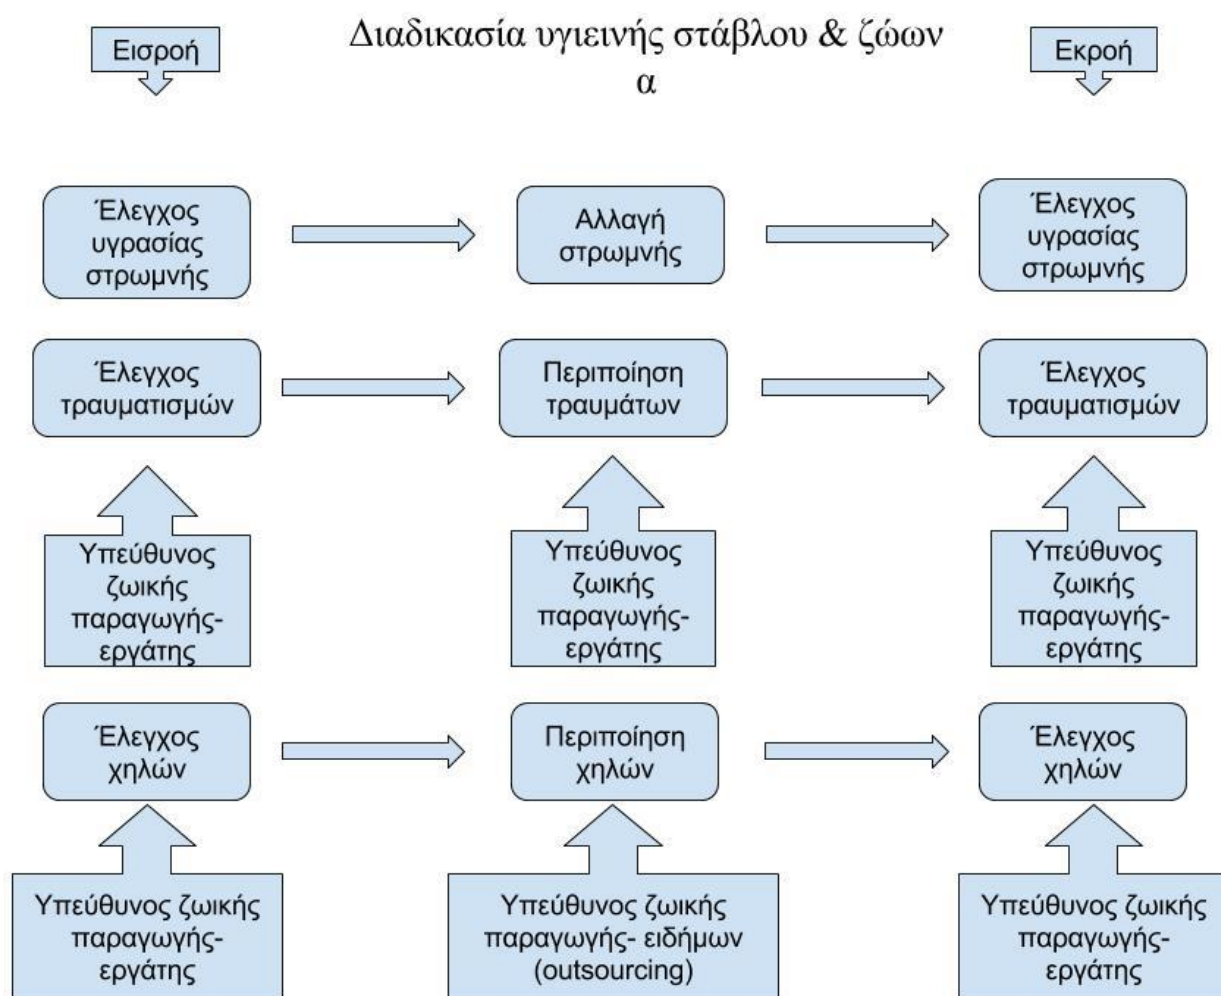 Εισροή
Διαδικασία υγιεινής στάβλου & ζώων
α
Εκροή
Έλεγχος
υγρασίας
στρωμνής
Αλλαγή
στρωμνής
Έλεγχος
υγρασίας
στρωμνής
Έλεγχος
τραυματισμών
Περιποίηση
τραυμάτων
Έλεγχος
τραυματισμών
Υπεύθυνος
ζωικής
παραγωγής-
εργάτης
Υπεύθυνος
ζωικής
παραγωγής-
εργάτης
Υπεύθυνος
ζωικής
παραγωγής-
εργάτης
Έλεγχος
χηλών
Περιποίηση
χηλών
Έλεγχος
χηλών
Υπεύθυνος ζωικής
παραγωγής-
εργάτης
Υπεύθυνος ζωικής
παραγωγής- ειδήμων
(outsourcing)
Υπεύθυνος ζωικής
παραγωγής-
εργάτης